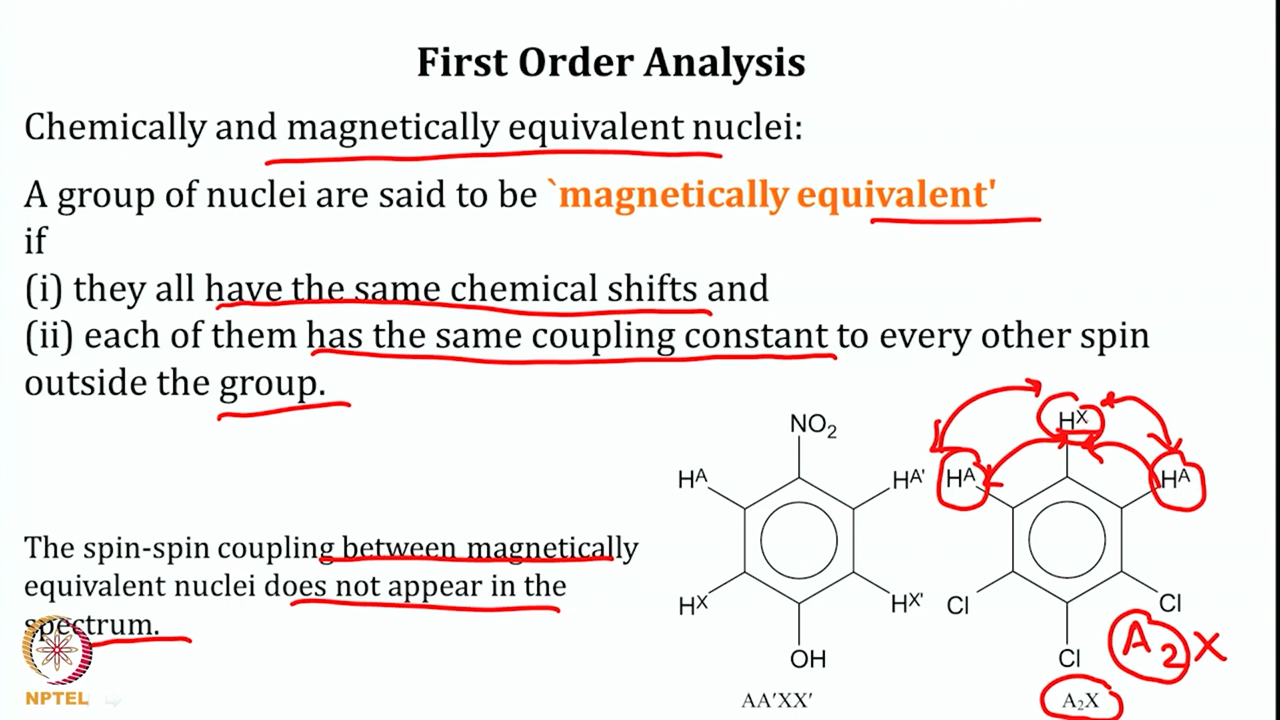 First Order Analysis
Chemically and magnetically equivalent nuclei:
A group of nuclei are said to be `magnetically equivalent'
if
(i) they all have the same chemical shifts and
(ii) each of them has the same coupling constant to every other spin
outside the group.
The spin-spin coupling between magnetically
equivalent nuclei does not appear in the
spectrum.
NO₂
Hᴬ
Hᴬ'
Hˣ
Hˣ'
OH
AA'XX'
Hˣ
Hᴬ
Hᴬ
Cl
Cl
Cl
A₂X
A₂X
NPTEL